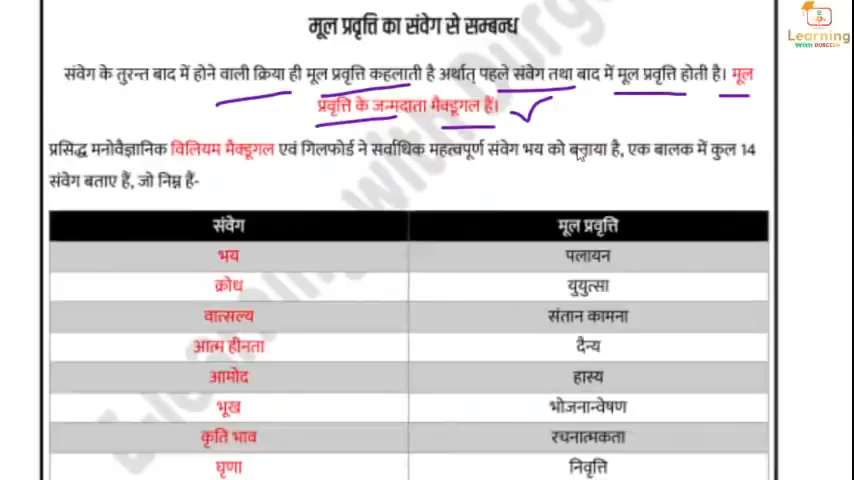 मूल प्रवृत्ति का संवेग से सम्बन्ध
Learning
With DURGESH
संवेग के तुरन्त बाद में होने वाली क्रिया ही मूल प्रवृत्ति कहलाती है अर्थात् पहले संवेग तथा बाद में मूल प्रवृत्ति होती है। मूल
प्रवृत्ति के जन्मदाता मैक्डूगल हैं।
प्रसिद्ध मनोवैज्ञानिक विलियम मैक्डूगल एवं गिलफोर्ड ने सर्वाधिक महत्वपूर्ण संवेग भय को बताया है, एक बालक में कुल 14
संवेग बताए हैं, जो निम्न हैं-
संवेग मूल प्रवृत्ति
भय पलायन
क्रोध युयुत्सा
वात्सल्य संतान कामना
आत्म हीनता दैन्य
आमोद हास्य
भूख भोजनान्वेषण
कृति भाव रचनात्मकता
घृणा निवृत्ति